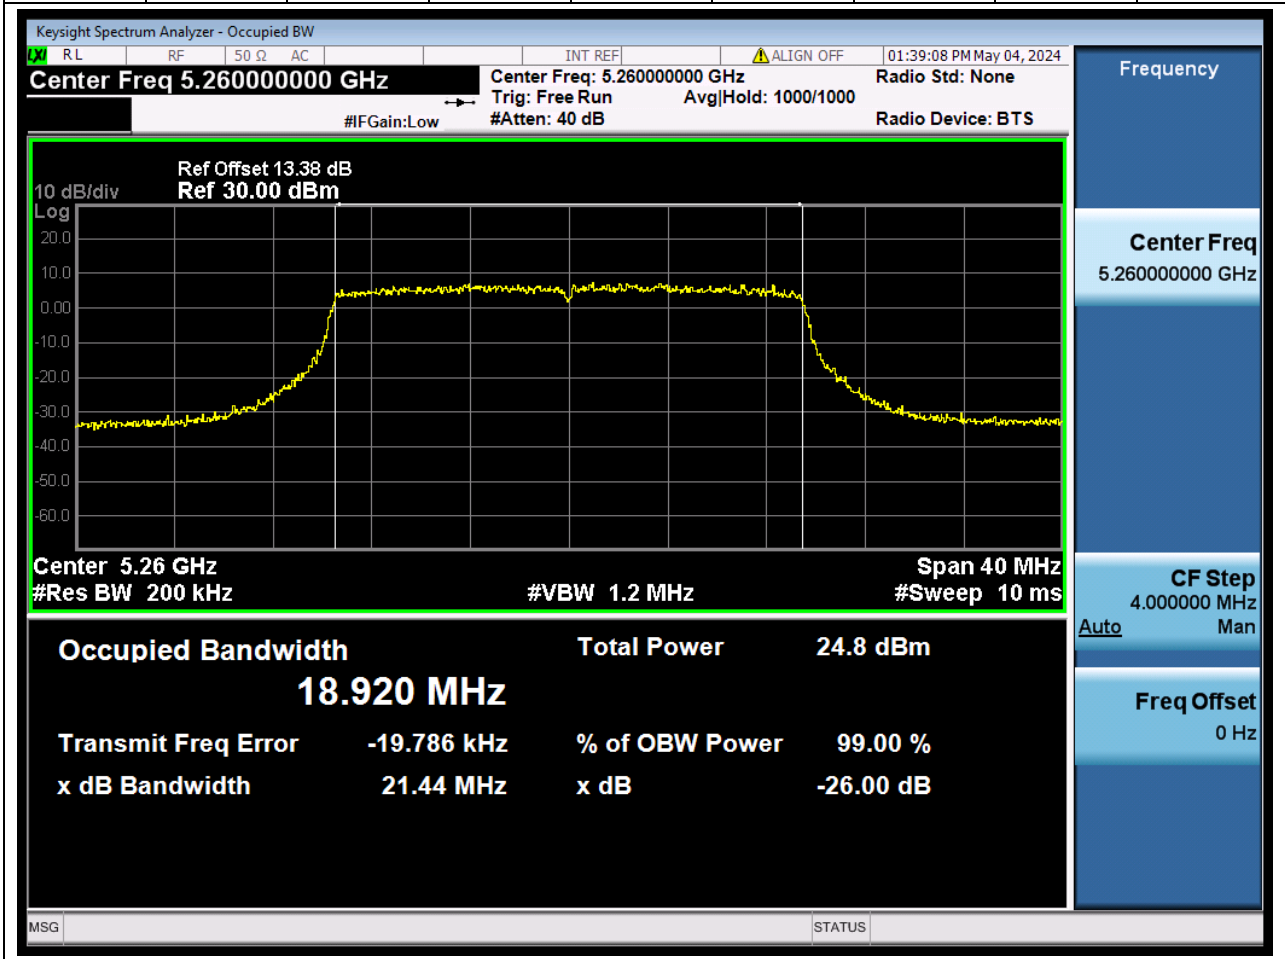 Keysight Spectrum Analyzer - Occupied BW
LXI RL RF 50 Ω AC INT REF ALIGN OFF 01:39:08 PM May 04, 2024
Center Freq 5.260000000 GHz
Center Freq: 5.260000000 GHz
Radio Std: None
Trig: Free Run Avg|Hold: 1000/1000
#IFGain:Low
#Atten: 40 dB
Radio Device: BTS
Ref Offset 13.38 dB
10 dB/div Ref 30.00 dBm
Log
20.0
10.0
0.00
-10.0
-20.0
-30.0
-40.0
-50.0
-60.0
Center 5.26 GHz Span 40 MHz
#Res BW 200 kHz #VBW 1.2 MHz #Sweep 10 ms
Occupied Bandwidth Total Power 24.8 dBm
18.920 MHz
Transmit Freq Error -19.786 kHz % of OBW Power 99.00 %
x dB Bandwidth 21.44 MHz x dB -26.00 dB
MSG STATUS
Frequency
Center Freq
5.260000000 GHz
CF Step
4.000000 MHz
Auto Man
Freq Offset
0 Hz